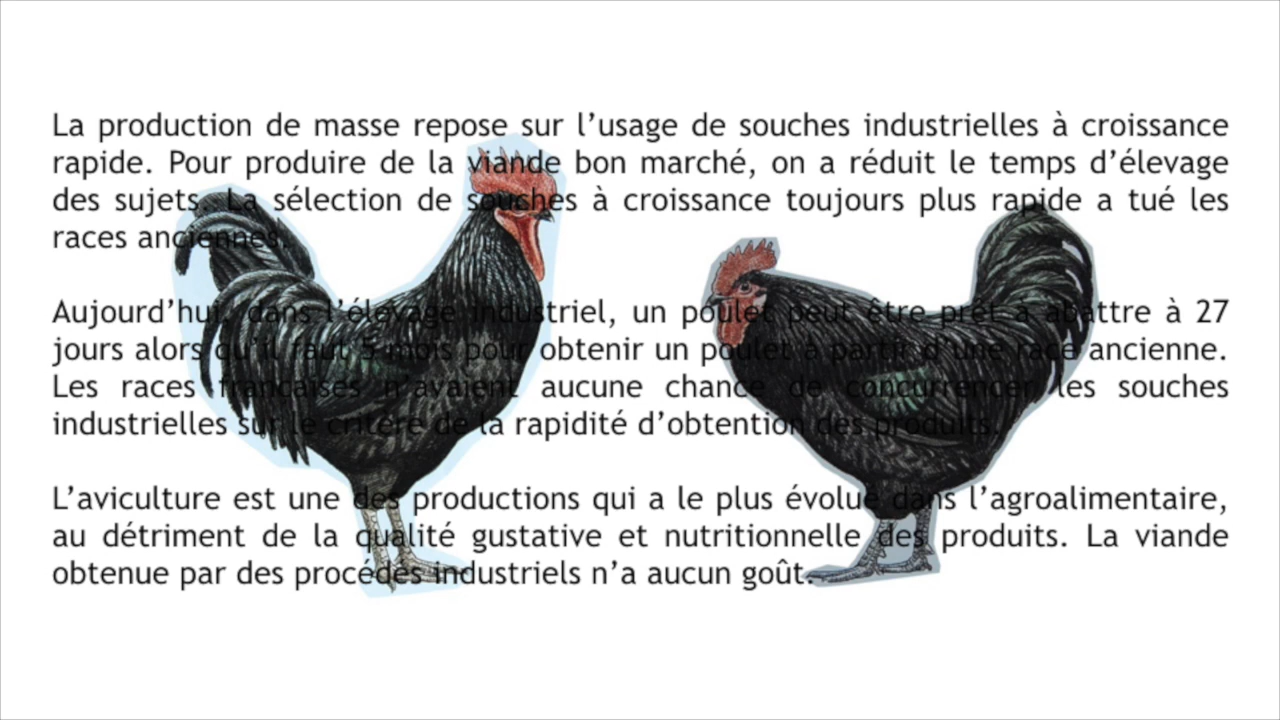 La production de masse repose sur l’usage de souches industrielles à croissance
rapide. Pour produire de la viande bon marché, on a réduit le temps d’élevage
des sujets. La sélection de souches à croissance toujours plus rapide a tué les
races anciennes.
Aujourd’hui, dans l’élevage industriel, un poulet peut être prêt à abattre à 27
jours alors qu’il faut 5 mois pour obtenir un poulet à partir d’une race ancienne.
Les races françaises n’avaient aucune chance de concurrencer les souches
industrielles sur le critère de la rapidité d’obtention des produits.
L’aviculture est une des productions qui a le plus évolué dans l’agroalimentaire,
au détriment de la qualité gustative et nutritionnelle des produits. La viande
obtenue par des procédés industriels n’a aucun goût.